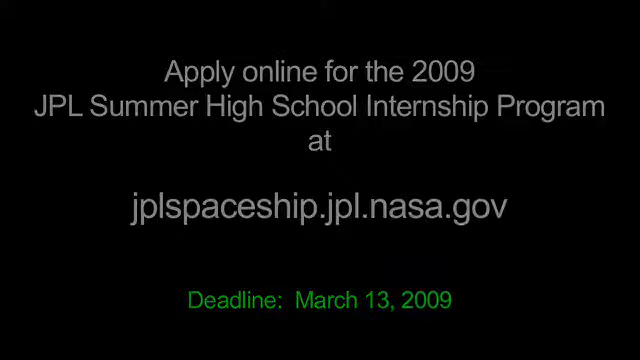 Apply online for the 2009
JPL Summer High School Internship Program
at
jplspaceship.jpl.nasa.gov
Deadline:  March 13, 2009